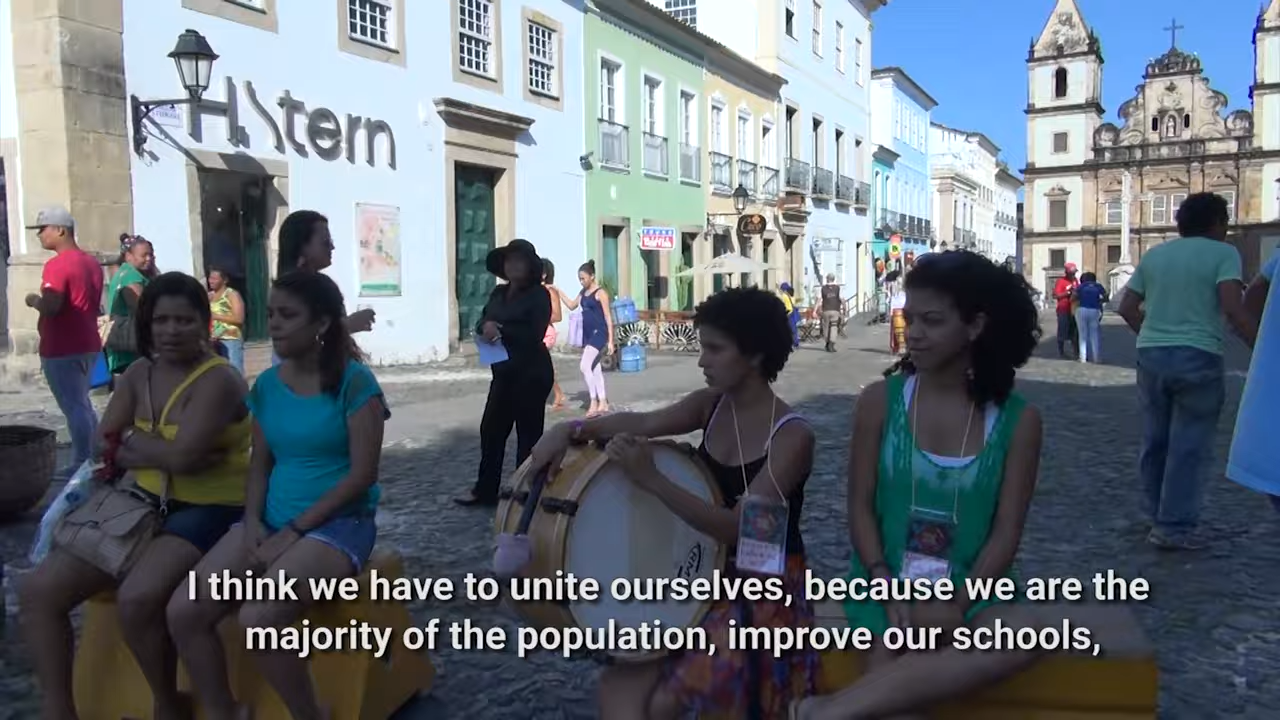 H.Stern
I think we have to unite ourselves, because we are the
majority of the population, improve our schools,